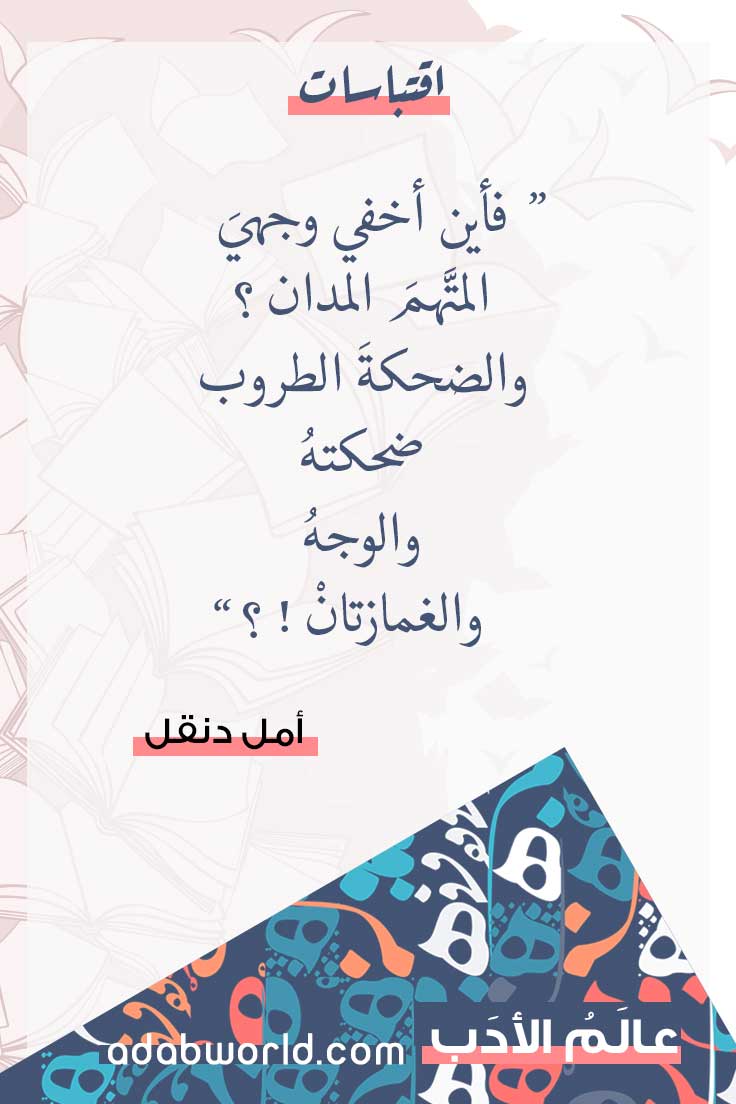 اقتباسات
” فأين أخفي وجهيَ
المتَّهمَ المدان ؟
والضحكةَ الطروب
ضحكتهُ
والوجهُ
والغمازتانْ ! ؟ “
أمل دنقل
عالَمُ الأدَب
adabworld.com